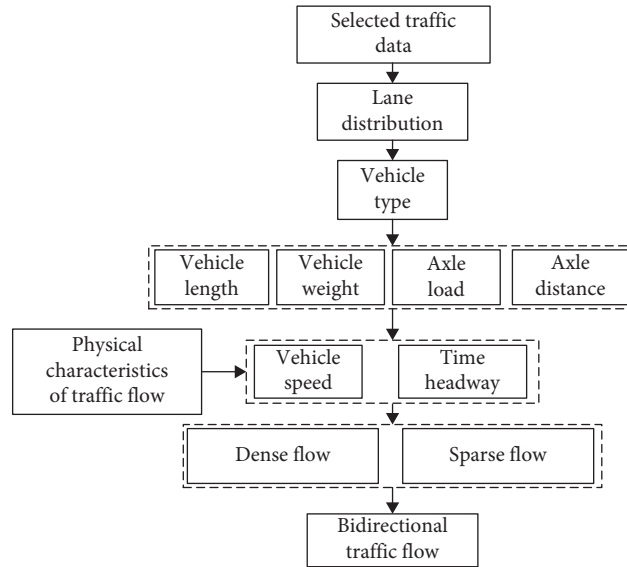 Selected traffic
data
Lane
distribution
Vehicle
type
Vehicle
length
Vehicle
weight
Axle
load
Axle
distance
Physical
characteristics
of traffic flow
Vehicle
speed
Time
headway
Dense flow
Sparse flow
Bidirectional
traffic flow